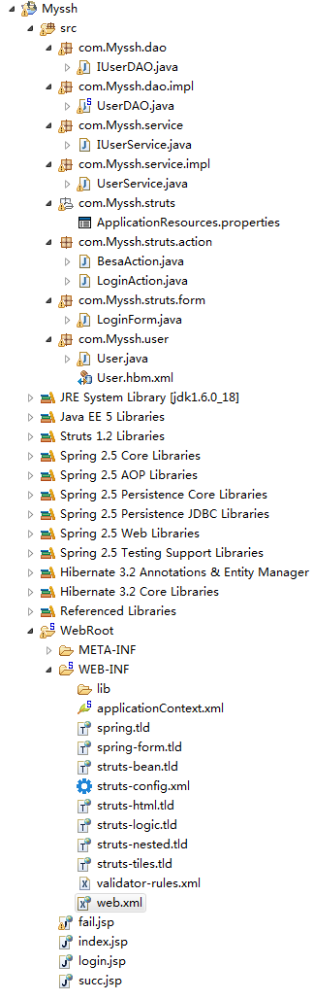 Myssh
src
com.Myssh.dao
IUserDAO.java
com.Myssh.dao.impl
UserDAO.java
com.Myssh.service
IUserService.java
com.Myssh.service.impl
UserService.java
com.Myssh.struts
ApplicationResources.properties
com.Myssh.struts.action
BesaAction.java
LoginAction.java
com.Myssh.struts.form
LoginForm.java
com.Myssh.user
User.java
User.hbm.xml
JRE System Library [jdk1.6.0_18]
Java EE 5 Libraries
Struts 1.2 Libraries
Spring 2.5 Core Libraries
Spring 2.5 AOP Libraries
Spring 2.5 Persistence Core Libraries
Spring 2.5 Persistence JDBC Libraries
Spring 2.5 Web Libraries
Spring 2.5 Testing Support Libraries
Hibernate 3.2 Annotations & Entity Manager
Hibernate 3.2 Core Libraries
Referenced Libraries
WebRoot
META-INF
WEB-INF
lib
applicationContext.xml
spring.tld
spring-form.tld
struts-bean.tld
struts-config.xml
struts-html.tld
struts-logic.tld
struts-nested.tld
struts-tiles.tld
validator-rules.xml
web.xml
fail.jsp
index.jsp
login.jsp
succ.jsp